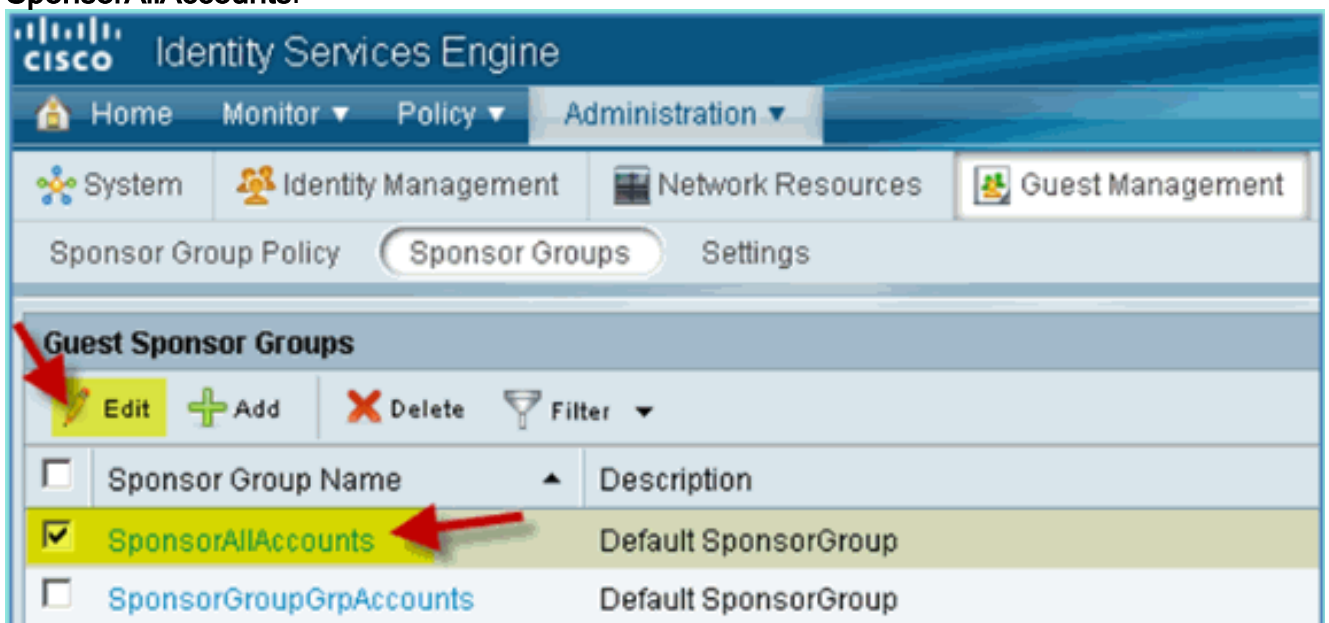 SponsorAllAccounts.
CISCO Identity Services Engine
Home Monitor Policy Administration
System Identity Management Network Resources Guest Management
Sponsor Group Policy Sponsor Groups Settings
Guest Sponsor Groups
Edit Add Delete Filter
Sponsor Group Name Description
SponsorAllAccounts Default SponsorGroup
SponsorGroupGrpAccounts Default SponsorGroup